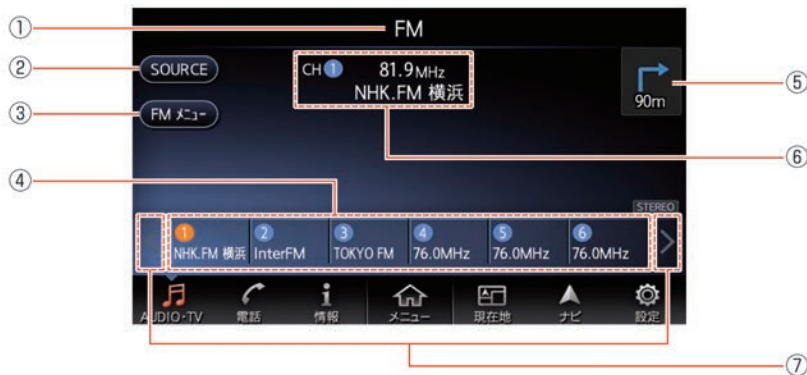 ① FM
② SOURCE
CH 1 81.9MHz
NHK.FM 横浜
90m ⑤
③ FM メニュー
⑥
④
STEREO
< 1 2 3 4 5 6 >
NHK.FM 横浜 InterFM TOKYO FM 76.0MHz 76.0MHz 76.0MHz
AUDIO・TV 電話 情報 メニュー 現在地 ナビ 設定
⑦